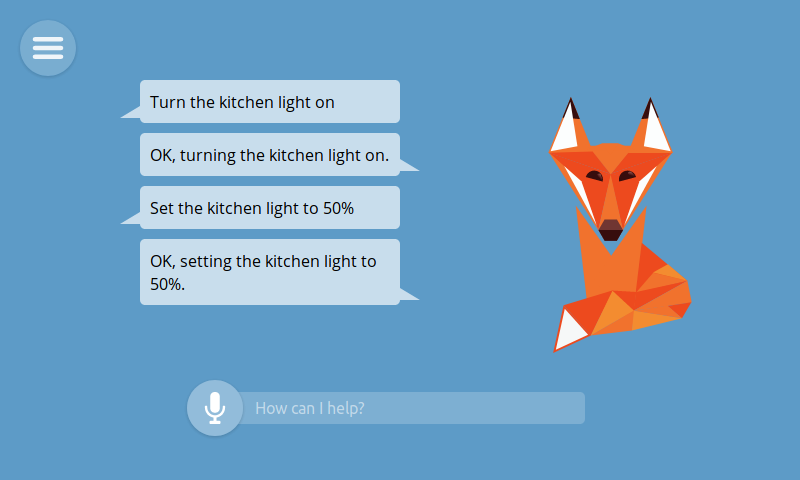 Turn the kitchen light on
OK, turning the kitchen light on.
Set the kitchen light to 50%
OK, setting the kitchen light to
50%.
How can I help?